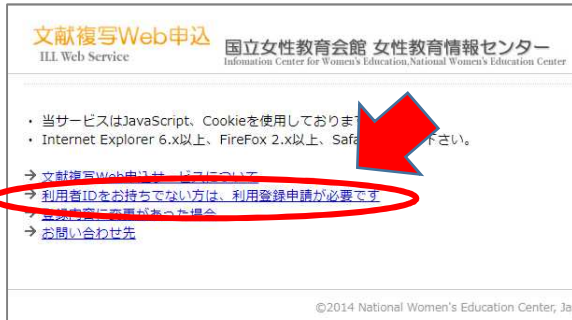 文献複写Web申込
ILL Web Service
国立女性教育会館 女性教育情報センター
Infomation Center for Women's Education,National Women's Education Center
・ 当サービスはJavaScript、Cookieを使用しておりま
・ Internet Explorer 6.x以上、FireFox 2.x以上、Safa 下さい。
→ 文献複写Web申込サービスについて
→ 利用者IDをお持ちでない方は、利用登録申請が必要です
→ 登録内容に変更があった場合
→ お問い合わせ先
©2014 National Women's Education Center, Ja